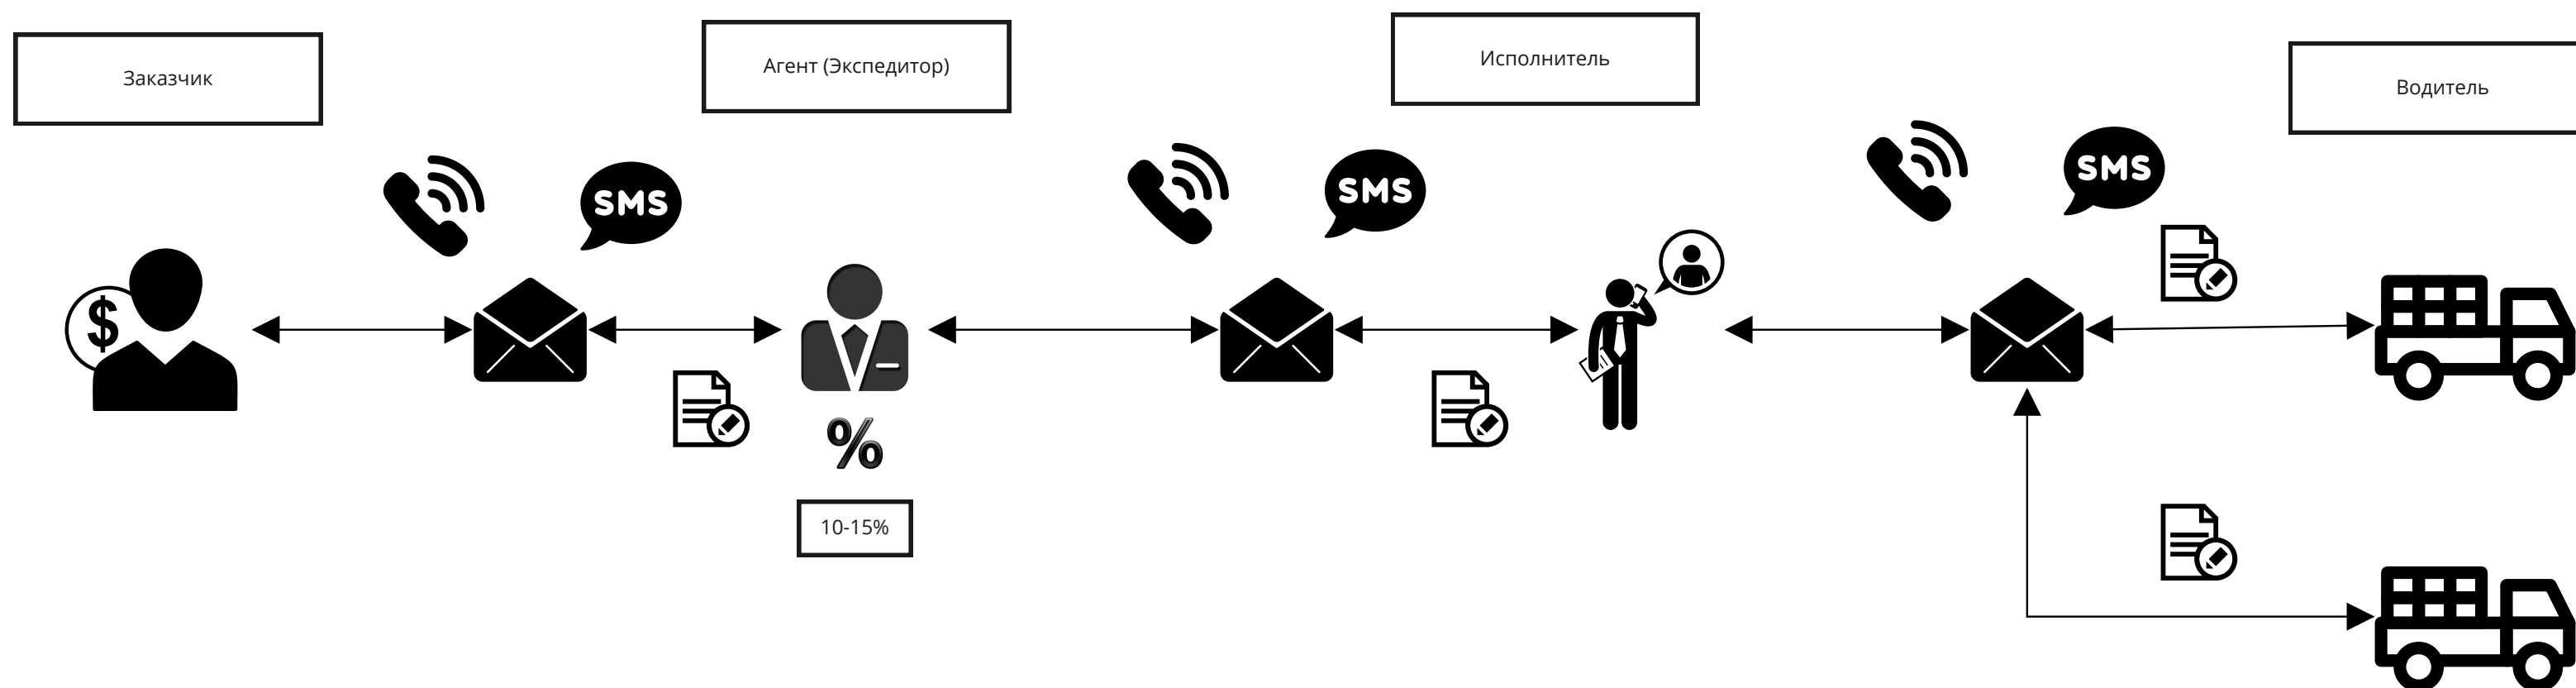 Заказчик
Агент (Экспедитор)
Исполнитель
Водитель
SMS
SMS
SMS
$
%
10-15%